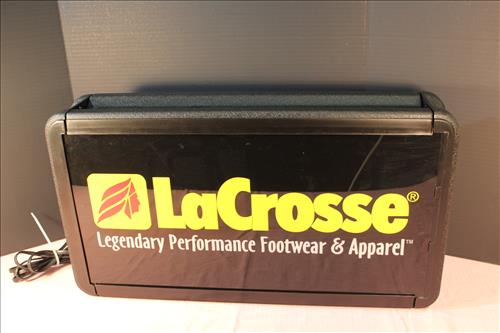 LaCrosse®
Legendary Performance Footwear & Apparel™